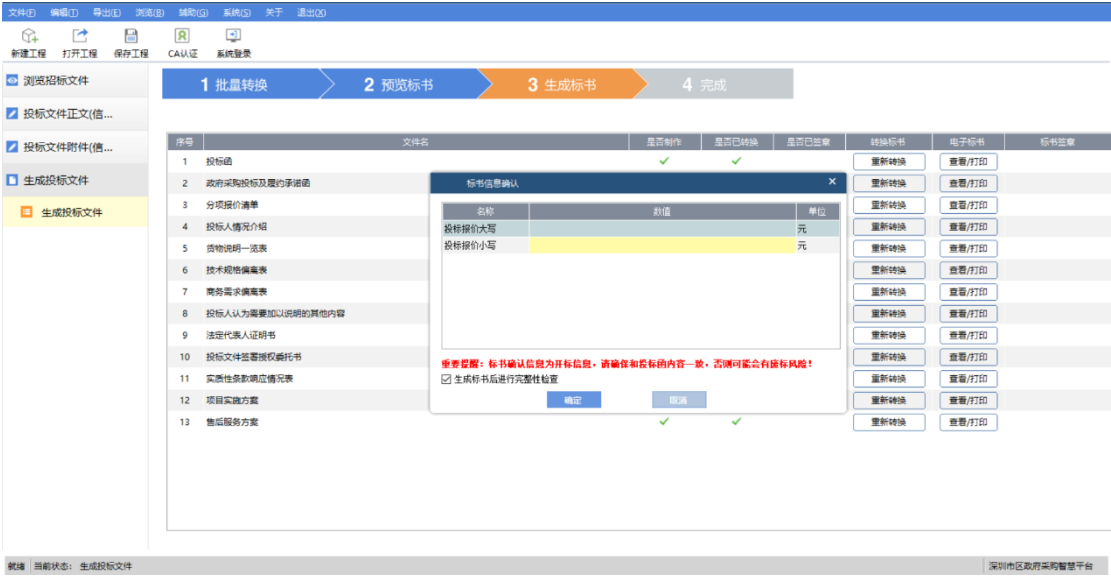 文件(F) 编辑(T) 导出(E) 浏览(B) 辅助(G) 系统(S) 关于 退出(X)
新建工程 打开工程 保存工程 CA认证 系统登录
浏览招标文件
投标文件正文(信...
投标文件附件(信...
生成投标文件
生成投标文件
1 批量转换 2 预览标书 3 生成标书 4 完成
序号 文件名 是否制作 是否已转换 是否已签章 转换标书 电子标书 标书签章
1 投标函 重新转换 查看/打印
2 政府采购投标及履约承诺函 重新转换 查看/打印
3 分项报价清单 重新转换 查看/打印
4 投标人情况介绍 重新转换 查看/打印
5 货物说明一览表 重新转换 查看/打印
6 技术规格偏离表 重新转换 查看/打印
7 商务需求偏离表 重新转换 查看/打印
8 投标人认为需要加以说明的其他内容 重新转换 查看/打印
9 法定代表人证明书 重新转换 查看/打印
10 投标文件签署授权委托书 重新转换 查看/打印
11 实质性条款响应情况表 重新转换 查看/打印
12 项目实施方案 重新转换 查看/打印
13 售后服务方案 重新转换 查看/打印
标书信息确认
名称 数值 单位
投标报价大写 元
投标报价小写 元
重要提醒：标书确认信息为开标信息，请确保和投标函内容一致，否则可能会有废标风险！
生成标书后进行完整性检查
确定 取消
就绪 当前状态： 生成投标文件 深圳市区政府采购智慧平台